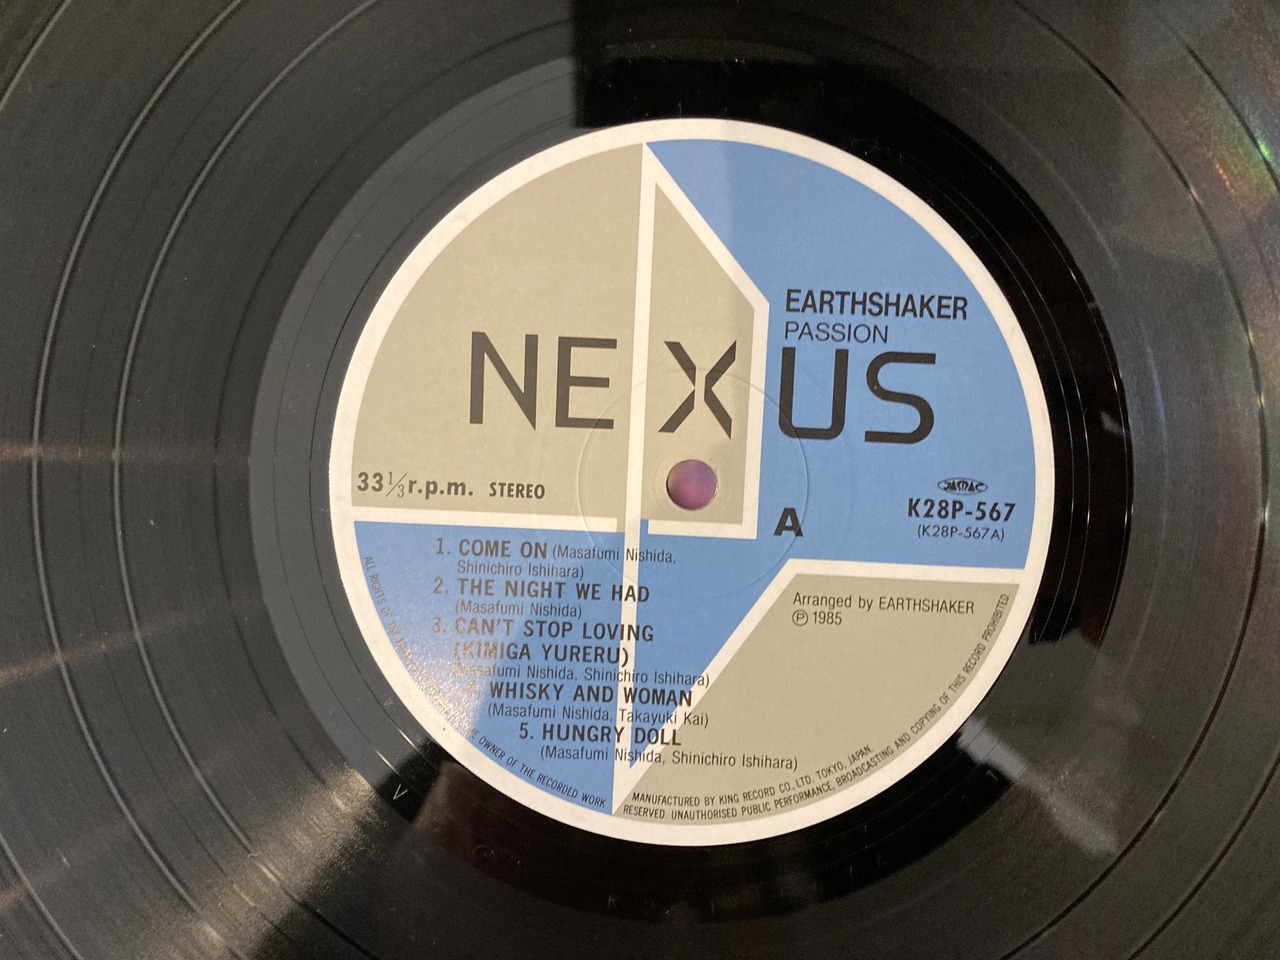 EARTHSHAKER
PASSION
NEXUS
33 1/3 r.p.m. STEREO
JASRAC
A
K28P-567
(K28P-567A)
1. COME ON (Masafumi Nishida,
Shinichiro Ishihara)
2. THE NIGHT WE HAD
(Masafumi Nishida)
3. CAN'T STOP LOVING
(KIMIGA YURERU)
(Masafumi Nishida, Shinichiro Ishihara)
WHISKY AND WOMAN
(Masafumi Nishida, Takayuki Kai)
5. HUNGRY DOLL
(Masafumi Nishida, Shinichiro Ishihara)
Arranged by EARTHSHAKER
Ⓟ 1985
ALL RIGHTS OF THE OWNER OF THE RECORDED WORK
MANUFACTURED BY KING RECORD CO., LTD. TOKYO, JAPAN.
RESERVED. UNAUTHORISED PUBLIC PERFORMANCE, BROADCASTING AND COPYING OF THIS RECORD PROHIBITED.